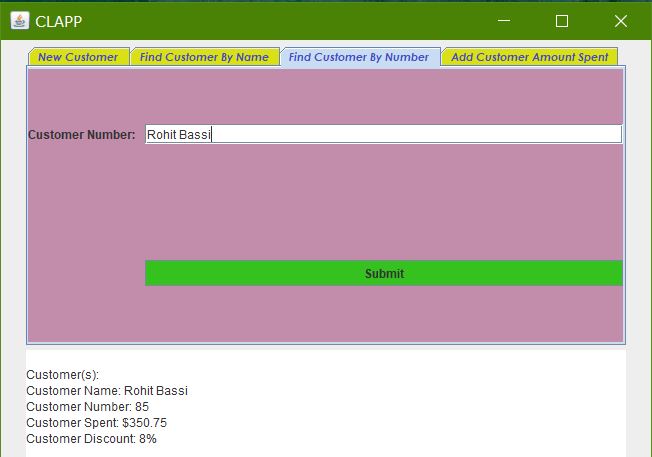 CLAPP
New Customer Find Customer By Name Find Customer By Number Add Customer Amount Spent
Customer Number: Rohit Bassi
Submit
Customer(s):
Customer Name: Rohit Bassi
Customer Number: 85
Customer Spent: $350.75
Customer Discount: 8%